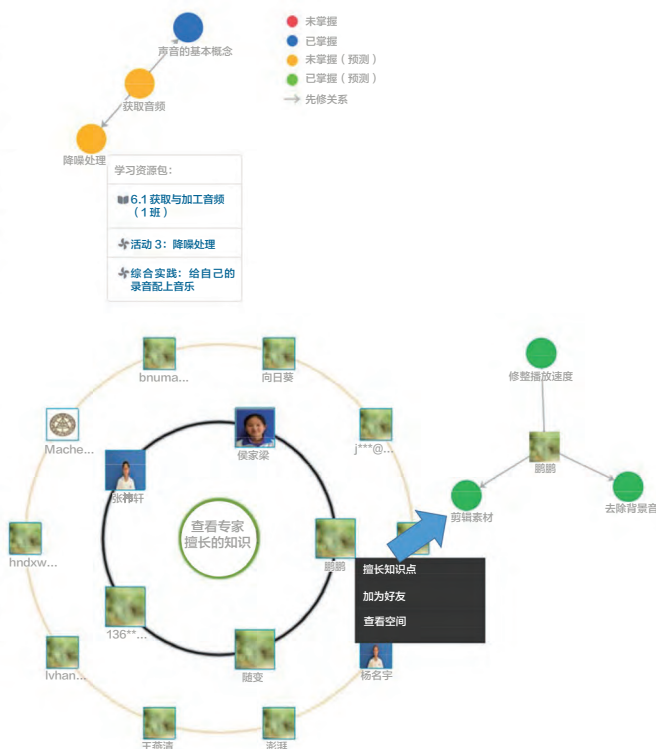 声音的基本概念
获取音频
降噪处理
未掌握
已掌握
未掌握（预测）
已掌握（预测）
先修关系
学习资源包：
6.1 获取与加工音频
（1班）
活动 3：降噪处理
综合实践：给自己的
录音配上音乐
bnuma...
向日葵
Mache...
j***@...
侯家梁
张祎轩
查看专家
擅长的知识
hndxw...
鹏鹏
136**...
随变
lvhan...
杨名宇
王燕清
澎湃
擅长知识点
加为好友
查看空间
修整播放速度
鹏鹏
剪辑素材
去除背景音